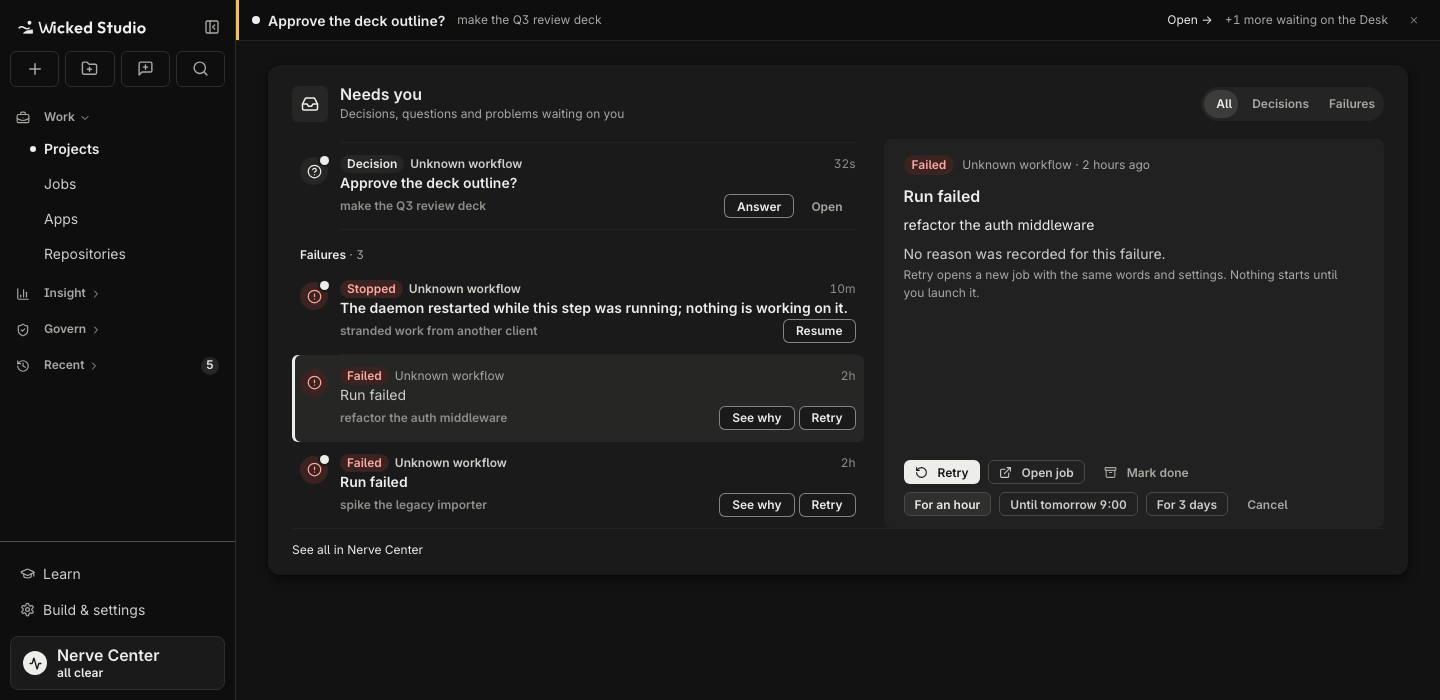 Wicked Studio
Work
Projects
Jobs
Apps
Repositories
Insight
Govern
Recent 5
Learn
Build & settings
Nerve Center
all clear
Approve the deck outline? make the Q3 review deck Open → +1 more waiting on the Desk ×
Needs you
Decisions, questions and problems waiting on you
All Decisions Failures
Decision Unknown workflow 32s
Approve the deck outline?
make the Q3 review deck Answer Open
Failures · 3
Stopped Unknown workflow 10m
The daemon restarted while this step was running; nothing is working on it.
stranded work from another client Resume
Failed Unknown workflow 2h
Run failed
refactor the auth middleware See why Retry
Failed Unknown workflow 2h
Run failed
spike the legacy importer See why Retry
Failed Unknown workflow · 2 hours ago
Run failed
refactor the auth middleware
No reason was recorded for this failure.
Retry opens a new job with the same words and settings. Nothing starts until
you launch it.
Retry Open job Mark done
For an hour Until tomorrow 9:00 For 3 days Cancel
See all in Nerve Center